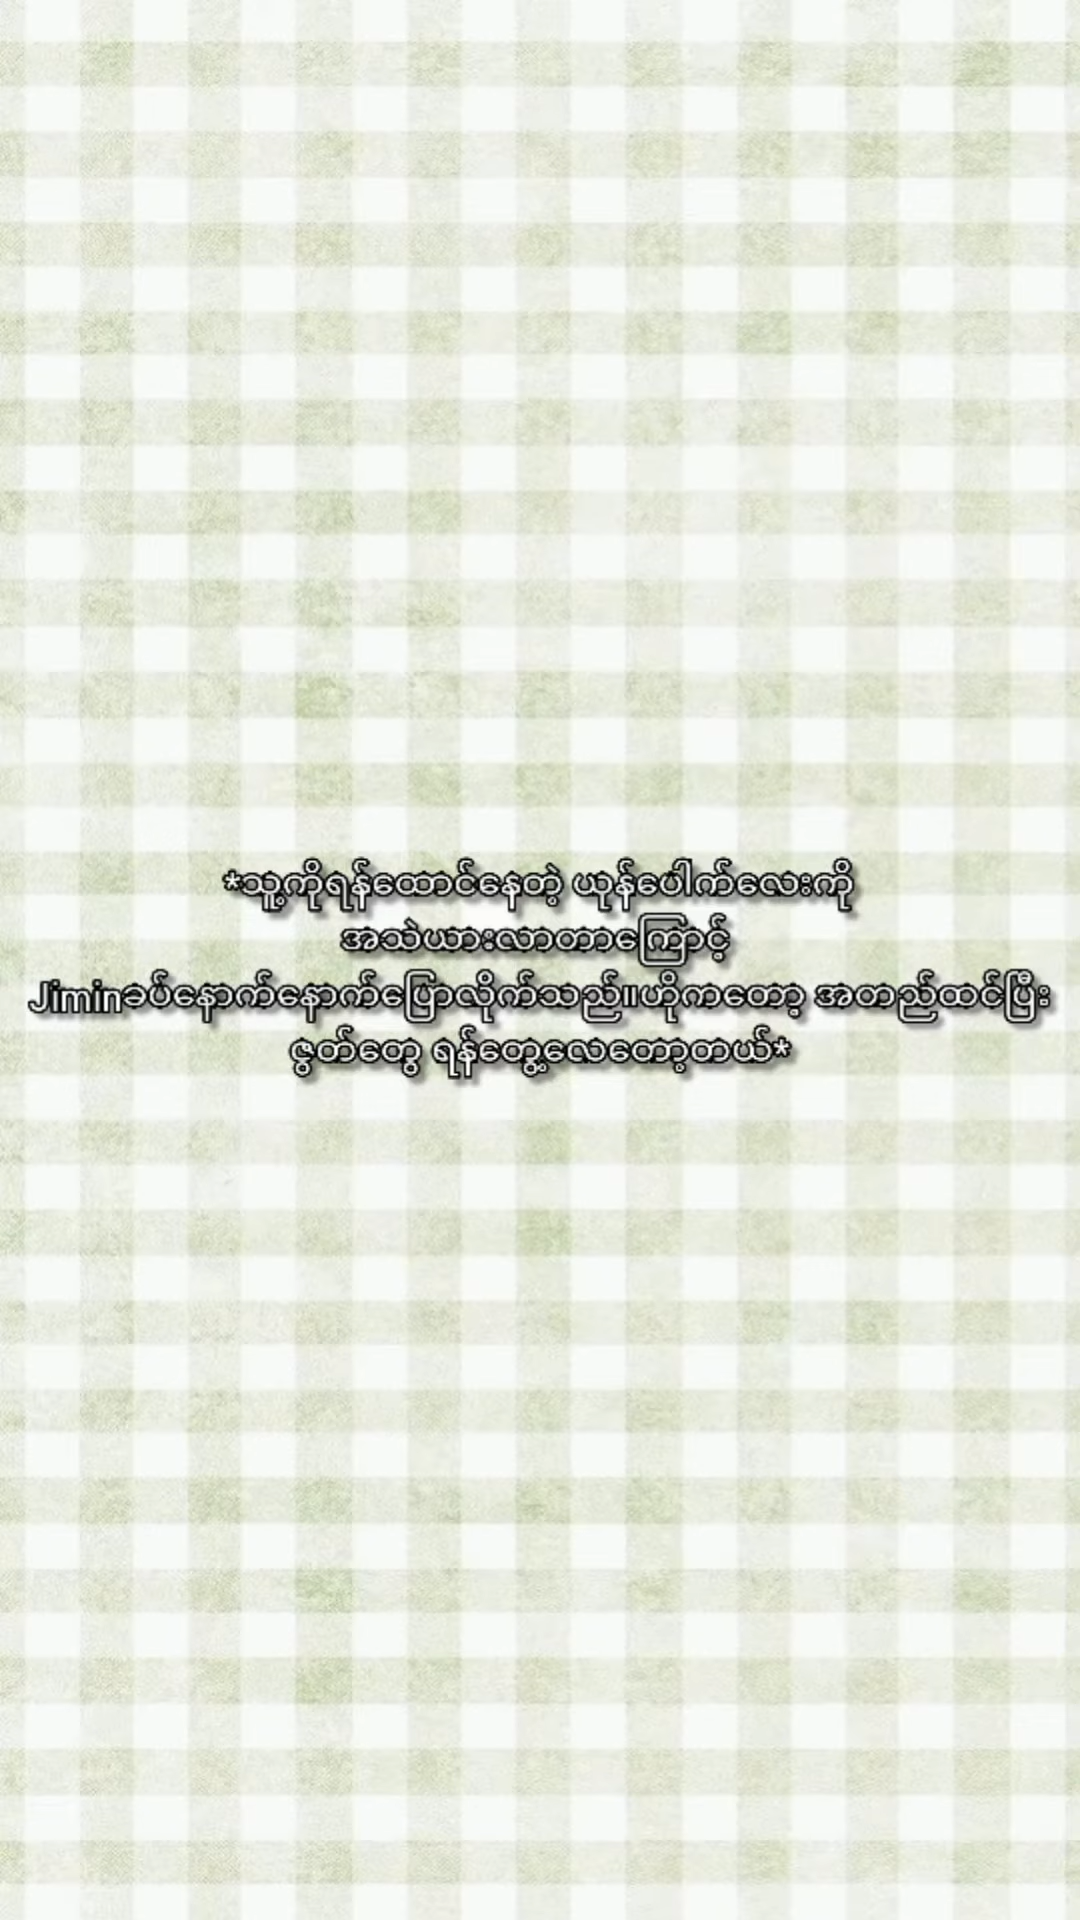 *သူ့ကိုရန်ထောင်နေတဲ့ ယုန်ပေါက်လေးကို
အသဲယားလာတာကြောင့်
Jiminခပ်နောက်နောက်ပြောလိုက်သည်။ဟိုကတော့ အတည်ထင်ပြီး
ဇွတ်တွေ ရန်တွေ့လေတော့တယ်*